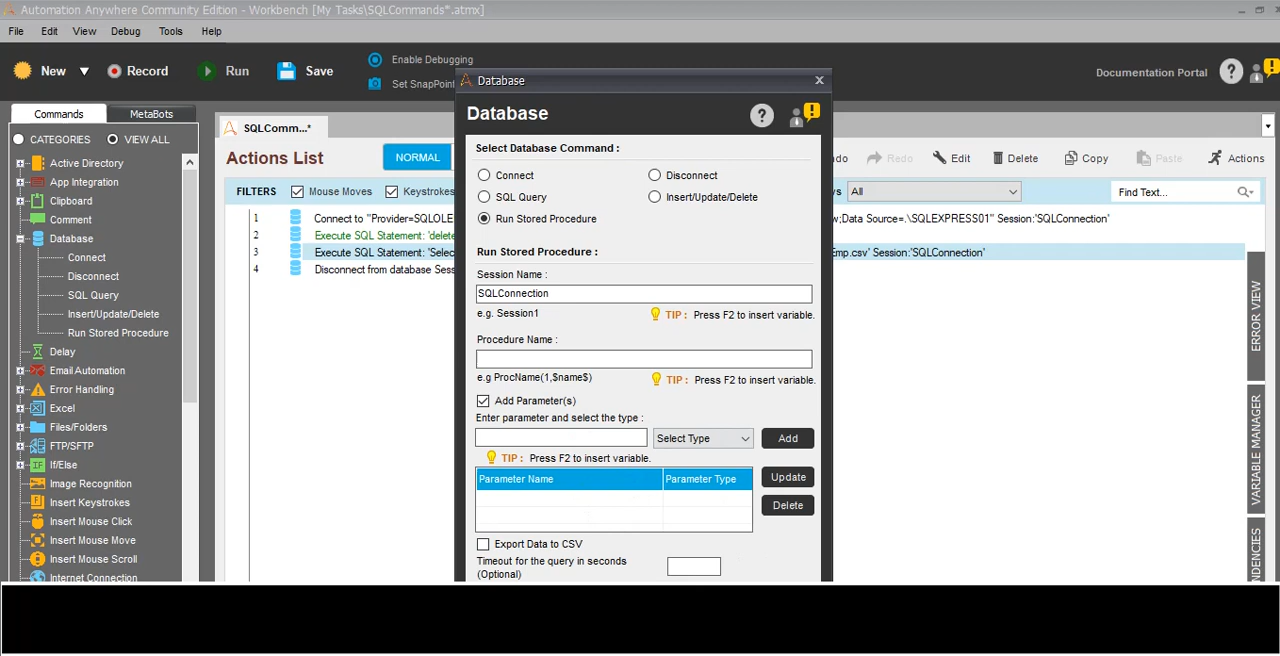 Automation Anywhere Community Edition - Workbench [My Tasks\SQLCommands*.atmx]
File Edit View Debug Tools Help
New Record Run Save
Enable Debugging
Set SnapPoint
Documentation Portal
Commands MetaBots
CATEGORIES VIEW ALL
Active Directory
App Integration
Clipboard
Comment
Database
Connect
Disconnect
SQL Query
Insert/Update/Delete
Run Stored Procedure
Delay
Email Automation
Error Handling
Excel
Files/Folders
FTP/SFTP
If/Else
Image Recognition
Insert Keystrokes
Insert Mouse Click
Insert Mouse Move
Insert Mouse Scroll
Internet Connection
SQLComm...*
Actions List NORMAL
Redo Edit Delete Copy Paste Actions
FILTERS Mouse Moves Keystrokes All Find Text...
1 Connect to "Provider=SQLOLE w;Data Source=.\SQLEXPRESS01" Session:'SQLConnection'
2 Execute SQL Statement: 'delete
3 Execute SQL Statement: 'Selec Emp.csv' Session:'SQLConnection'
4 Disconnect from database Sess
Database
Database
Select Database Command :
Connect Disconnect
SQL Query Insert/Update/Delete
Run Stored Procedure
Run Stored Procedure :
Session Name :
SQLConnection
e.g. Session1 TIP : Press F2 to insert variable.
Procedure Name :
e.g ProcName(1,$name$) TIP : Press F2 to insert variable.
Add Parameter(s)
Enter parameter and select the type :
Select Type Add
TIP : Press F2 to insert variable.
Parameter Name Parameter Type
Update
Delete
Export Data to CSV
Timeout for the query in seconds
(Optional)
ERROR VIEW
VARIABLE MANAGER
NDENCIES